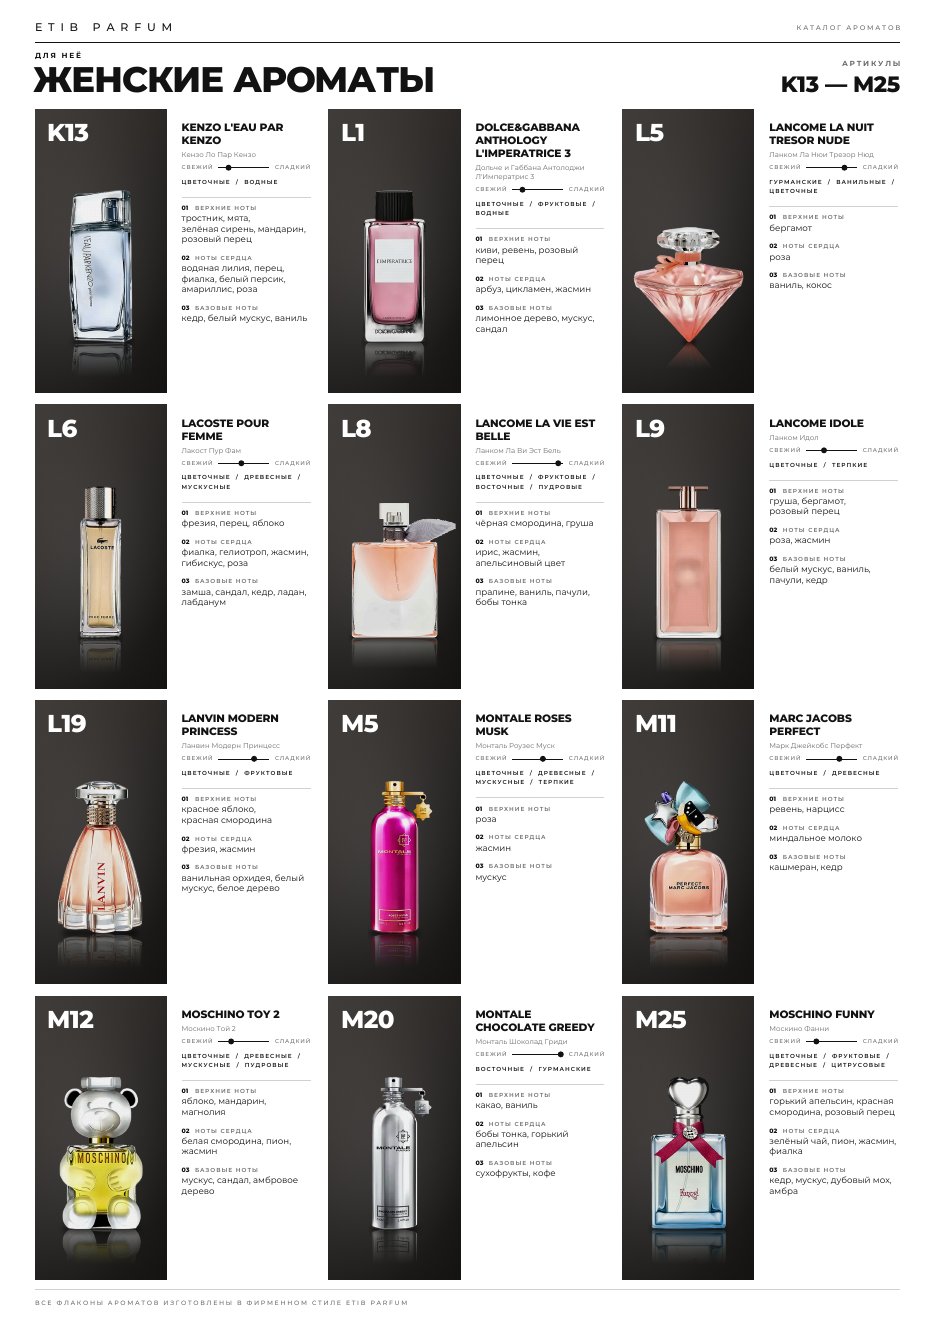 ETIB PARFUM
КАТАЛОГ АРОМАТОВ
ДЛЯ НЕЁ
ЖЕНСКИЕ АРОМАТЫ
АРТИКУЛЫ
K13 — M25
K13
KENZO L'EAU PAR
KENZO
Кензо Ло Пар Кензо
СВЕЖИЙ СЛАДКИЙ
ЦВЕТОЧНЫЕ / ВОДНЫЕ
01 ВЕРХНИЕ НОТЫ
тростник, мята,
зелёная сирень, мандарин,
розовый перец
02 НОТЫ СЕРДЦА
водяная лилия, перец,
фиалка, белый персик,
амариллис, роза
03 БАЗОВЫЕ НОТЫ
кедр, белый мускус, ваниль
L1
L'IMPERATRICE
DOLCE&GABBANA
ANTHOLOGY
L'IMPERATRICE 3
Дольче и Габбана Антолоджи
Л'Императрис 3
СВЕЖИЙ СЛАДКИЙ
ЦВЕТОЧНЫЕ / ФРУКТОВЫЕ /
ВОДНЫЕ
01 ВЕРХНИЕ НОТЫ
киви, ревень, розовый
перец
02 НОТЫ СЕРДЦА
арбуз, цикламен, жасмин
03 БАЗОВЫЕ НОТЫ
лимонное дерево, мускус,
сандал
L5
LANCOME LA NUIT
TRESOR NUDE
Ланком Ла Нюи Трезор Нюд
СВЕЖИЙ СЛАДКИЙ
ГУРМАНСКИЕ / ВАНИЛЬНЫЕ /
ЦВЕТОЧНЫЕ
01 ВЕРХНИЕ НОТЫ
бергамот
02 НОТЫ СЕРДЦА
роза
03 БАЗОВЫЕ НОТЫ
ваниль, кокос
L6
LACOSTE
POUR FEMME
LACOSTE POUR
FEMME
Лакост Пур Фам
СВЕЖИЙ СЛАДКИЙ
ЦВЕТОЧНЫЕ / ДРЕВЕСНЫЕ /
МУСКУСНЫЕ
01 ВЕРХНИЕ НОТЫ
фрезия, перец, яблоко
02 НОТЫ СЕРДЦА
фиалка, гелиотроп, жасмин,
гибискус, роза
03 БАЗОВЫЕ НОТЫ
замша, сандал, кедр, ладан,
лабданум
L8
LANCOME LA VIE EST
BELLE
Ланком Ла Ви Эст Бель
СВЕЖИЙ СЛАДКИЙ
ЦВЕТОЧНЫЕ / ФРУКТОВЫЕ /
ВОСТОЧНЫЕ / ПУДРОВЫЕ
01 ВЕРХНИЕ НОТЫ
чёрная смородина, груша
02 НОТЫ СЕРДЦА
ирис, жасмин,
апельсиновый цвет
03 БАЗОВЫЕ НОТЫ
пралине, ваниль, пачули,
бобы тонка
L9
LANCOME IDOLE
Ланком Идол
СВЕЖИЙ СЛАДКИЙ
ЦВЕТОЧНЫЕ / ТЕРПКИЕ
01 ВЕРХНИЕ НОТЫ
груша, бергамот,
розовый перец
02 НОТЫ СЕРДЦА
роза, жасмин
03 БАЗОВЫЕ НОТЫ
белый мускус, ваниль,
пачули, кедр
L19
LANVIN
LANVIN MODERN
PRINCESS
Ланвин Модерн Принцесс
СВЕЖИЙ СЛАДКИЙ
ЦВЕТОЧНЫЕ / ФРУКТОВЫЕ
01 ВЕРХНИЕ НОТЫ
красное яблоко,
красная смородина
02 НОТЫ СЕРДЦА
фрезия, жасмин
03 БАЗОВЫЕ НОТЫ
ванильная орхидея, белый
мускус, белое дерево
M5
MONTALE
MONTALE ROSES
MUSK
Монталь Роузес Муск
СВЕЖИЙ СЛАДКИЙ
ЦВЕТОЧНЫЕ / ДРЕВЕСНЫЕ /
МУСКУСНЫЕ / ТЕРПКИЕ
01 ВЕРХНИЕ НОТЫ
роза
02 НОТЫ СЕРДЦА
жасмин
03 БАЗОВЫЕ НОТЫ
мускус
M11
PERFECT
MARC JACOBS
MARC JACOBS
PERFECT
Марк Джейкобс Перфект
СВЕЖИЙ СЛАДКИЙ
ЦВЕТОЧНЫЕ / ДРЕВЕСНЫЕ
01 ВЕРХНИЕ НОТЫ
ревень, нарцисс
02 НОТЫ СЕРДЦА
миндальное молоко
03 БАЗОВЫЕ НОТЫ
кашмеран, кедр
M12
MOSCHINO
MOSCHINO TOY 2
Москино Той 2
СВЕЖИЙ СЛАДКИЙ
ЦВЕТОЧНЫЕ / ДРЕВЕСНЫЕ /
МУСКУСНЫЕ / ПУДРОВЫЕ
01 ВЕРХНИЕ НОТЫ
яблоко, мандарин,
магнолия
02 НОТЫ СЕРДЦА
белая смородина, пион,
жасмин
03 БАЗОВЫЕ НОТЫ
мускус, сандал, амбровое
дерево
M20
MONTALE
MONTALE
CHOCOLATE GREEDY
Монталь Шоколад Гриди
СВЕЖИЙ СЛАДКИЙ
ВОСТОЧНЫЕ / ГУРМАНСКИЕ
01 ВЕРХНИЕ НОТЫ
какао, ваниль
02 НОТЫ СЕРДЦА
бобы тонка, горький
апельсин
03 БАЗОВЫЕ НОТЫ
сухофрукты, кофе
M25
MOSCHINO
funny!
MOSCHINO FUNNY
Москино Фанни
СВЕЖИЙ СЛАДКИЙ
ЦВЕТОЧНЫЕ / ФРУКТОВЫЕ /
ДРЕВЕСНЫЕ / ЦИТРУСОВЫЕ
01 ВЕРХНИЕ НОТЫ
горький апельсин, красная
смородина, розовый перец
02 НОТЫ СЕРДЦА
зелёный чай, пион, жасмин,
фиалка
03 БАЗОВЫЕ НОТЫ
кедр, мускус, дубовый мох,
амбра
ВСЕ ФЛАКОНЫ АРОМАТОВ ИЗГОТОВЛЕНЫ В ФИРМЕННОМ СТИЛЕ ETIB PARFUM